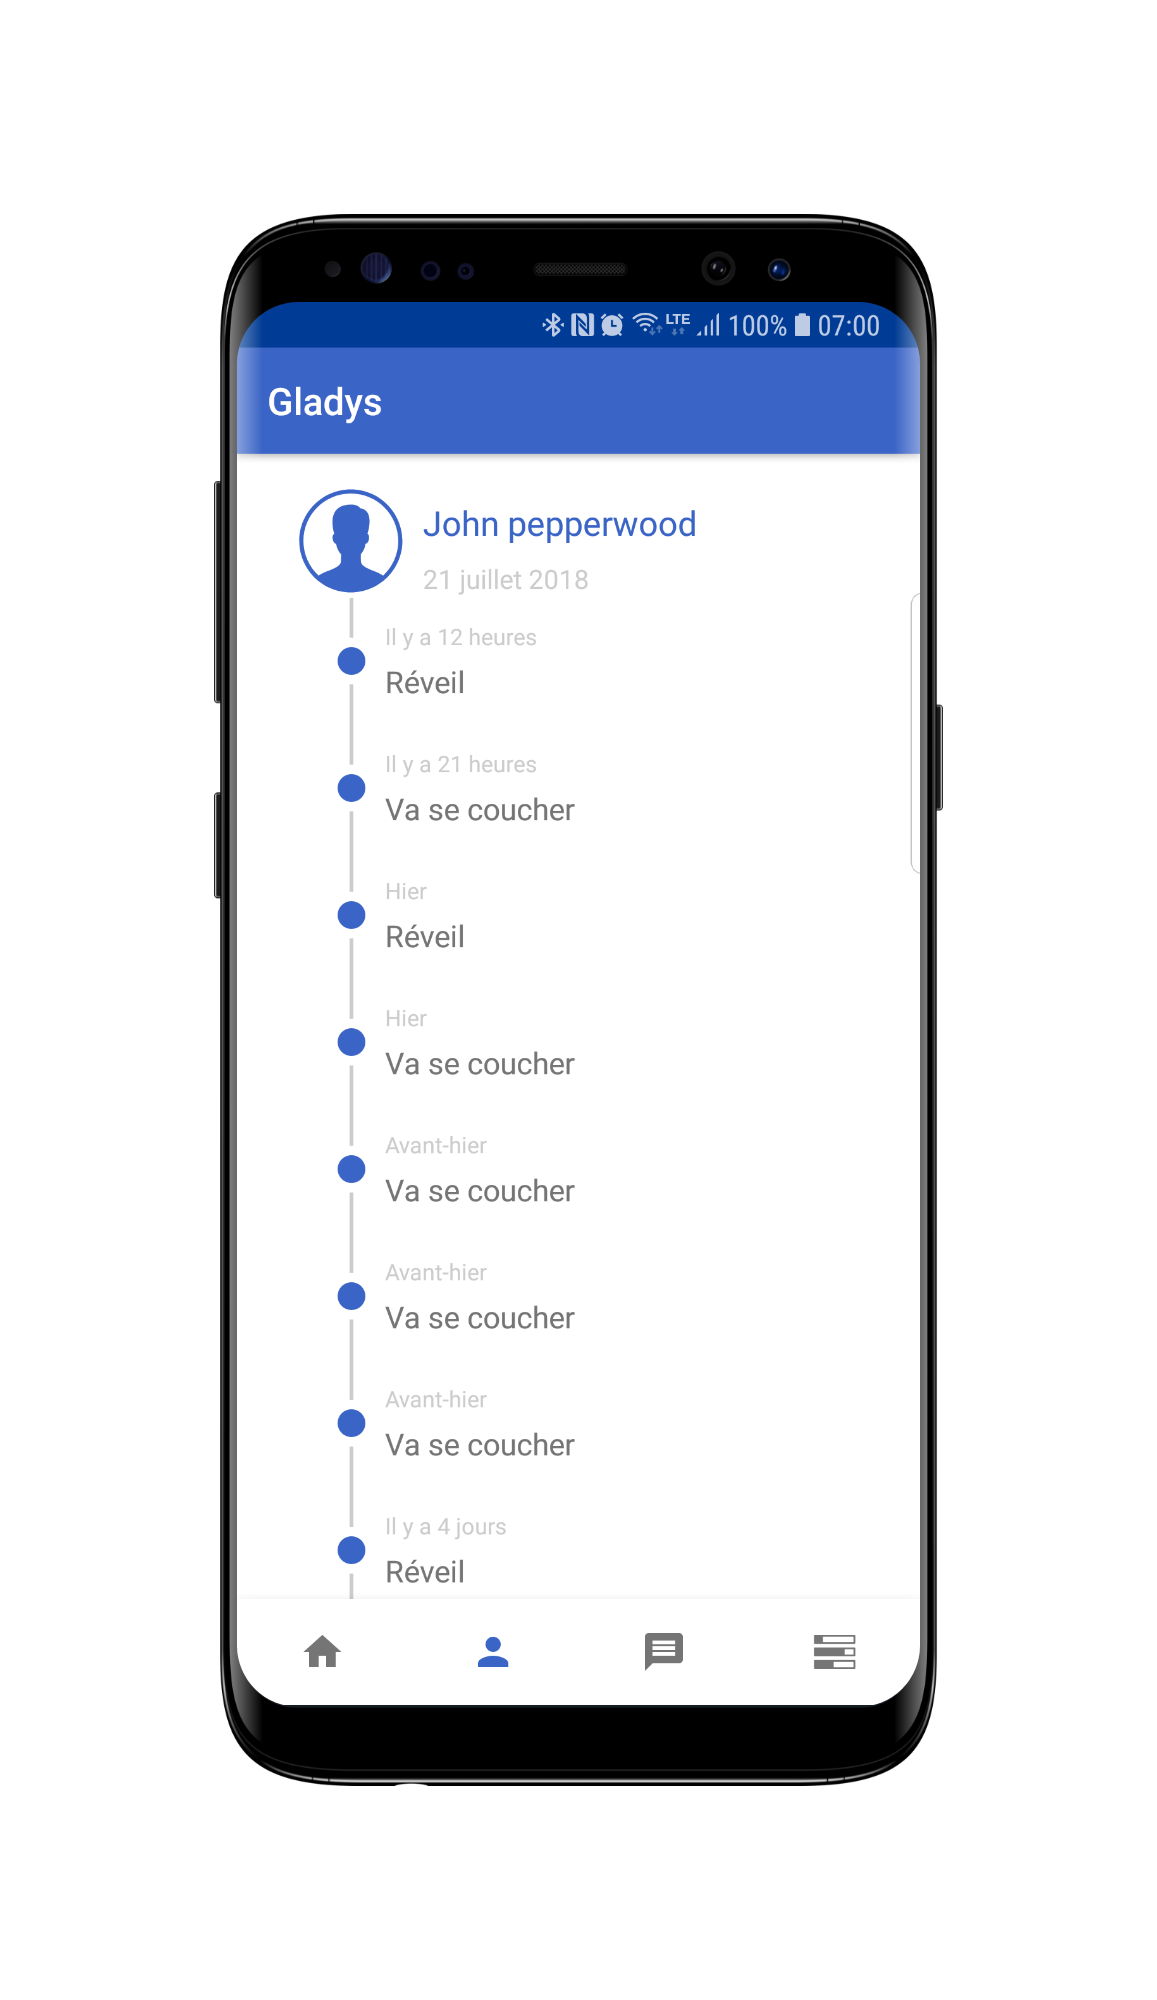 LTE 100% 07:00
Gladys
John pepperwood
21 juillet 2018
Il y a 12 heures
Réveil
Il y a 21 heures
Va se coucher
Hier
Réveil
Hier
Va se coucher
Avant-hier
Va se coucher
Avant-hier
Va se coucher
Avant-hier
Va se coucher
Il y a 4 jours
Réveil